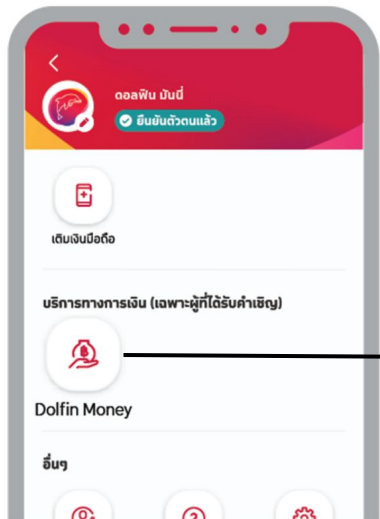 ดอลฟิน มันนี่
ยืนยันตัวตนแล้ว
เติมเงินมือถือ
บริการทางการเงิน (เฉพาะผู้ที่ได้รับคำเชิญ)
Dolfin Money
อื่นๆ